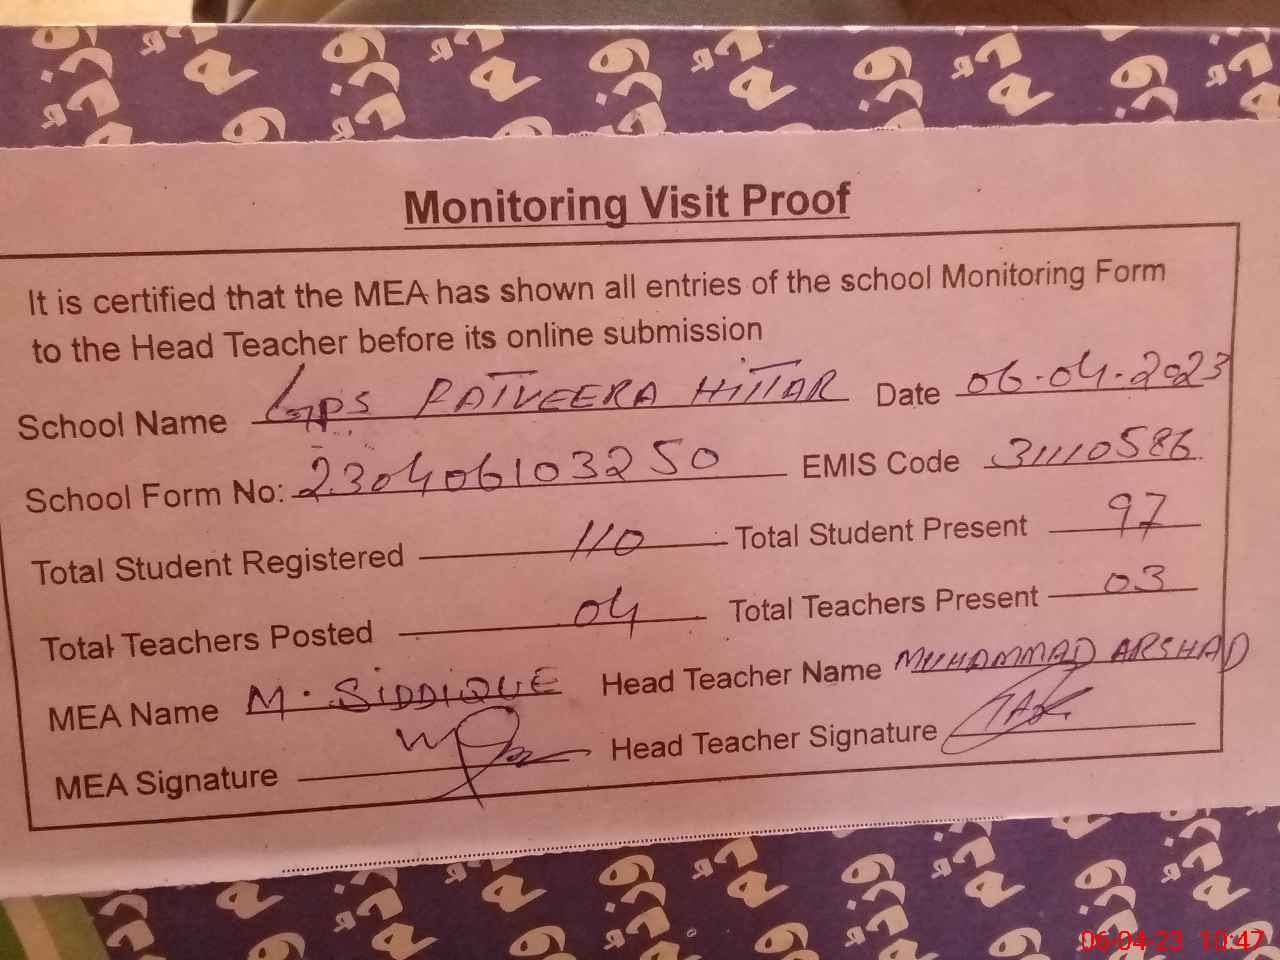 Monitoring Visit Proof
It is certified that the MEA has shown all entries of the school Monitoring Form
to the Head Teacher before its online submission
School Name GPS PATVEERA HITTAR Date 06.04.2023
School Form No: 230406103250 EMIS Code 31110586
Total Student Registered 110 Total Student Present 97
Total Teachers Posted 04 Total Teachers Present 03
MEA Name M. SIDDIQUE Head Teacher Name MUHAMMAD ARSHAD
MEA Signature Head Teacher Signature
06-04-23 10:47